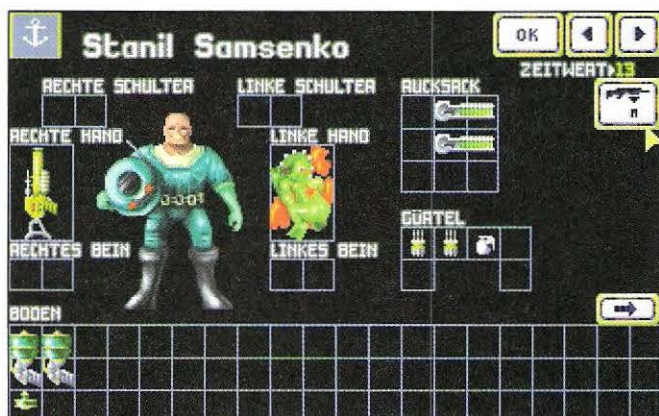 Stanil Samsenko
OK
ZEITWERT▸13
RECHTE SCHULTER
LINKE SCHULTER
RUCKSACK
RECHTE HAND
LINKE HAND
GÜRTEL
RECHTES BEIN
LINKES BEIN
BODEN